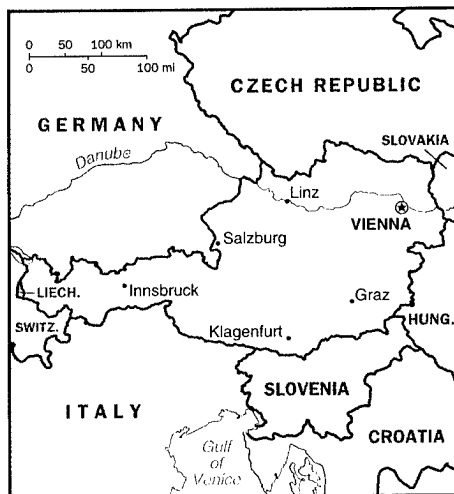 0 50 100 km
0 50 100 mi
CZECH REPUBLIC
GERMANY
SLOVAKIA
Danube
Linz
VIENNA
Salzburg
LIECH.
Innsbruck
Graz
HUNG.
SWITZ.
Klagenfurt
SLOVENIA
ITALY
CROATIA
Gulf
of
Venice